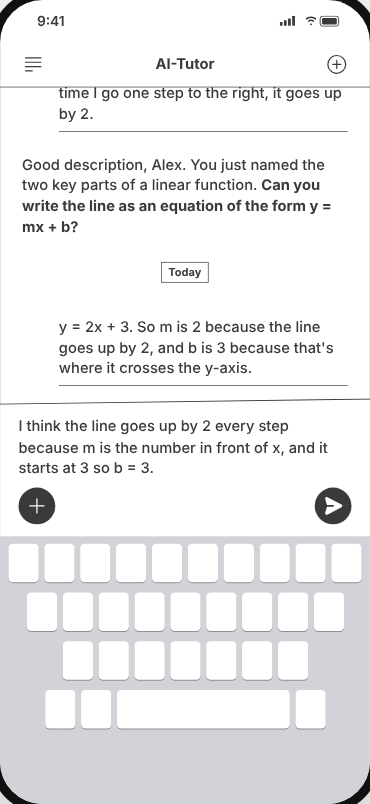 9:41
AI-Tutor
time I go one step to the right, it goes up
by 2.
Good description, Alex. You just named the
two key parts of a linear function. Can you
write the line as an equation of the form y =
mx + b?
Today
y = 2x + 3. So m is 2 because the line
goes up by 2, and b is 3 because that's
where it crosses the y-axis.
I think the line goes up by 2 every step
because m is the number in front of x, and it
starts at 3 so b = 3.